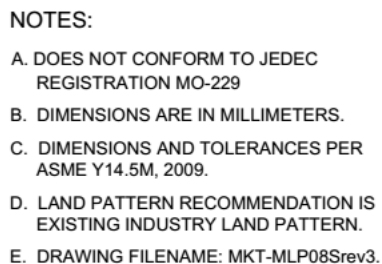 NOTES:
A. DOES NOT CONFORM TO JEDEC
REGISTRATION MO-229
B. DIMENSIONS ARE IN MILLIMETERS.
C. DIMENSIONS AND TOLERANCES PER
ASME Y14.5M, 2009.
D. LAND PATTERN RECOMMENDATION IS
EXISTING INDUSTRY LAND PATTERN.
E. DRAWING FILENAME: MKT-MLP08Srev3.